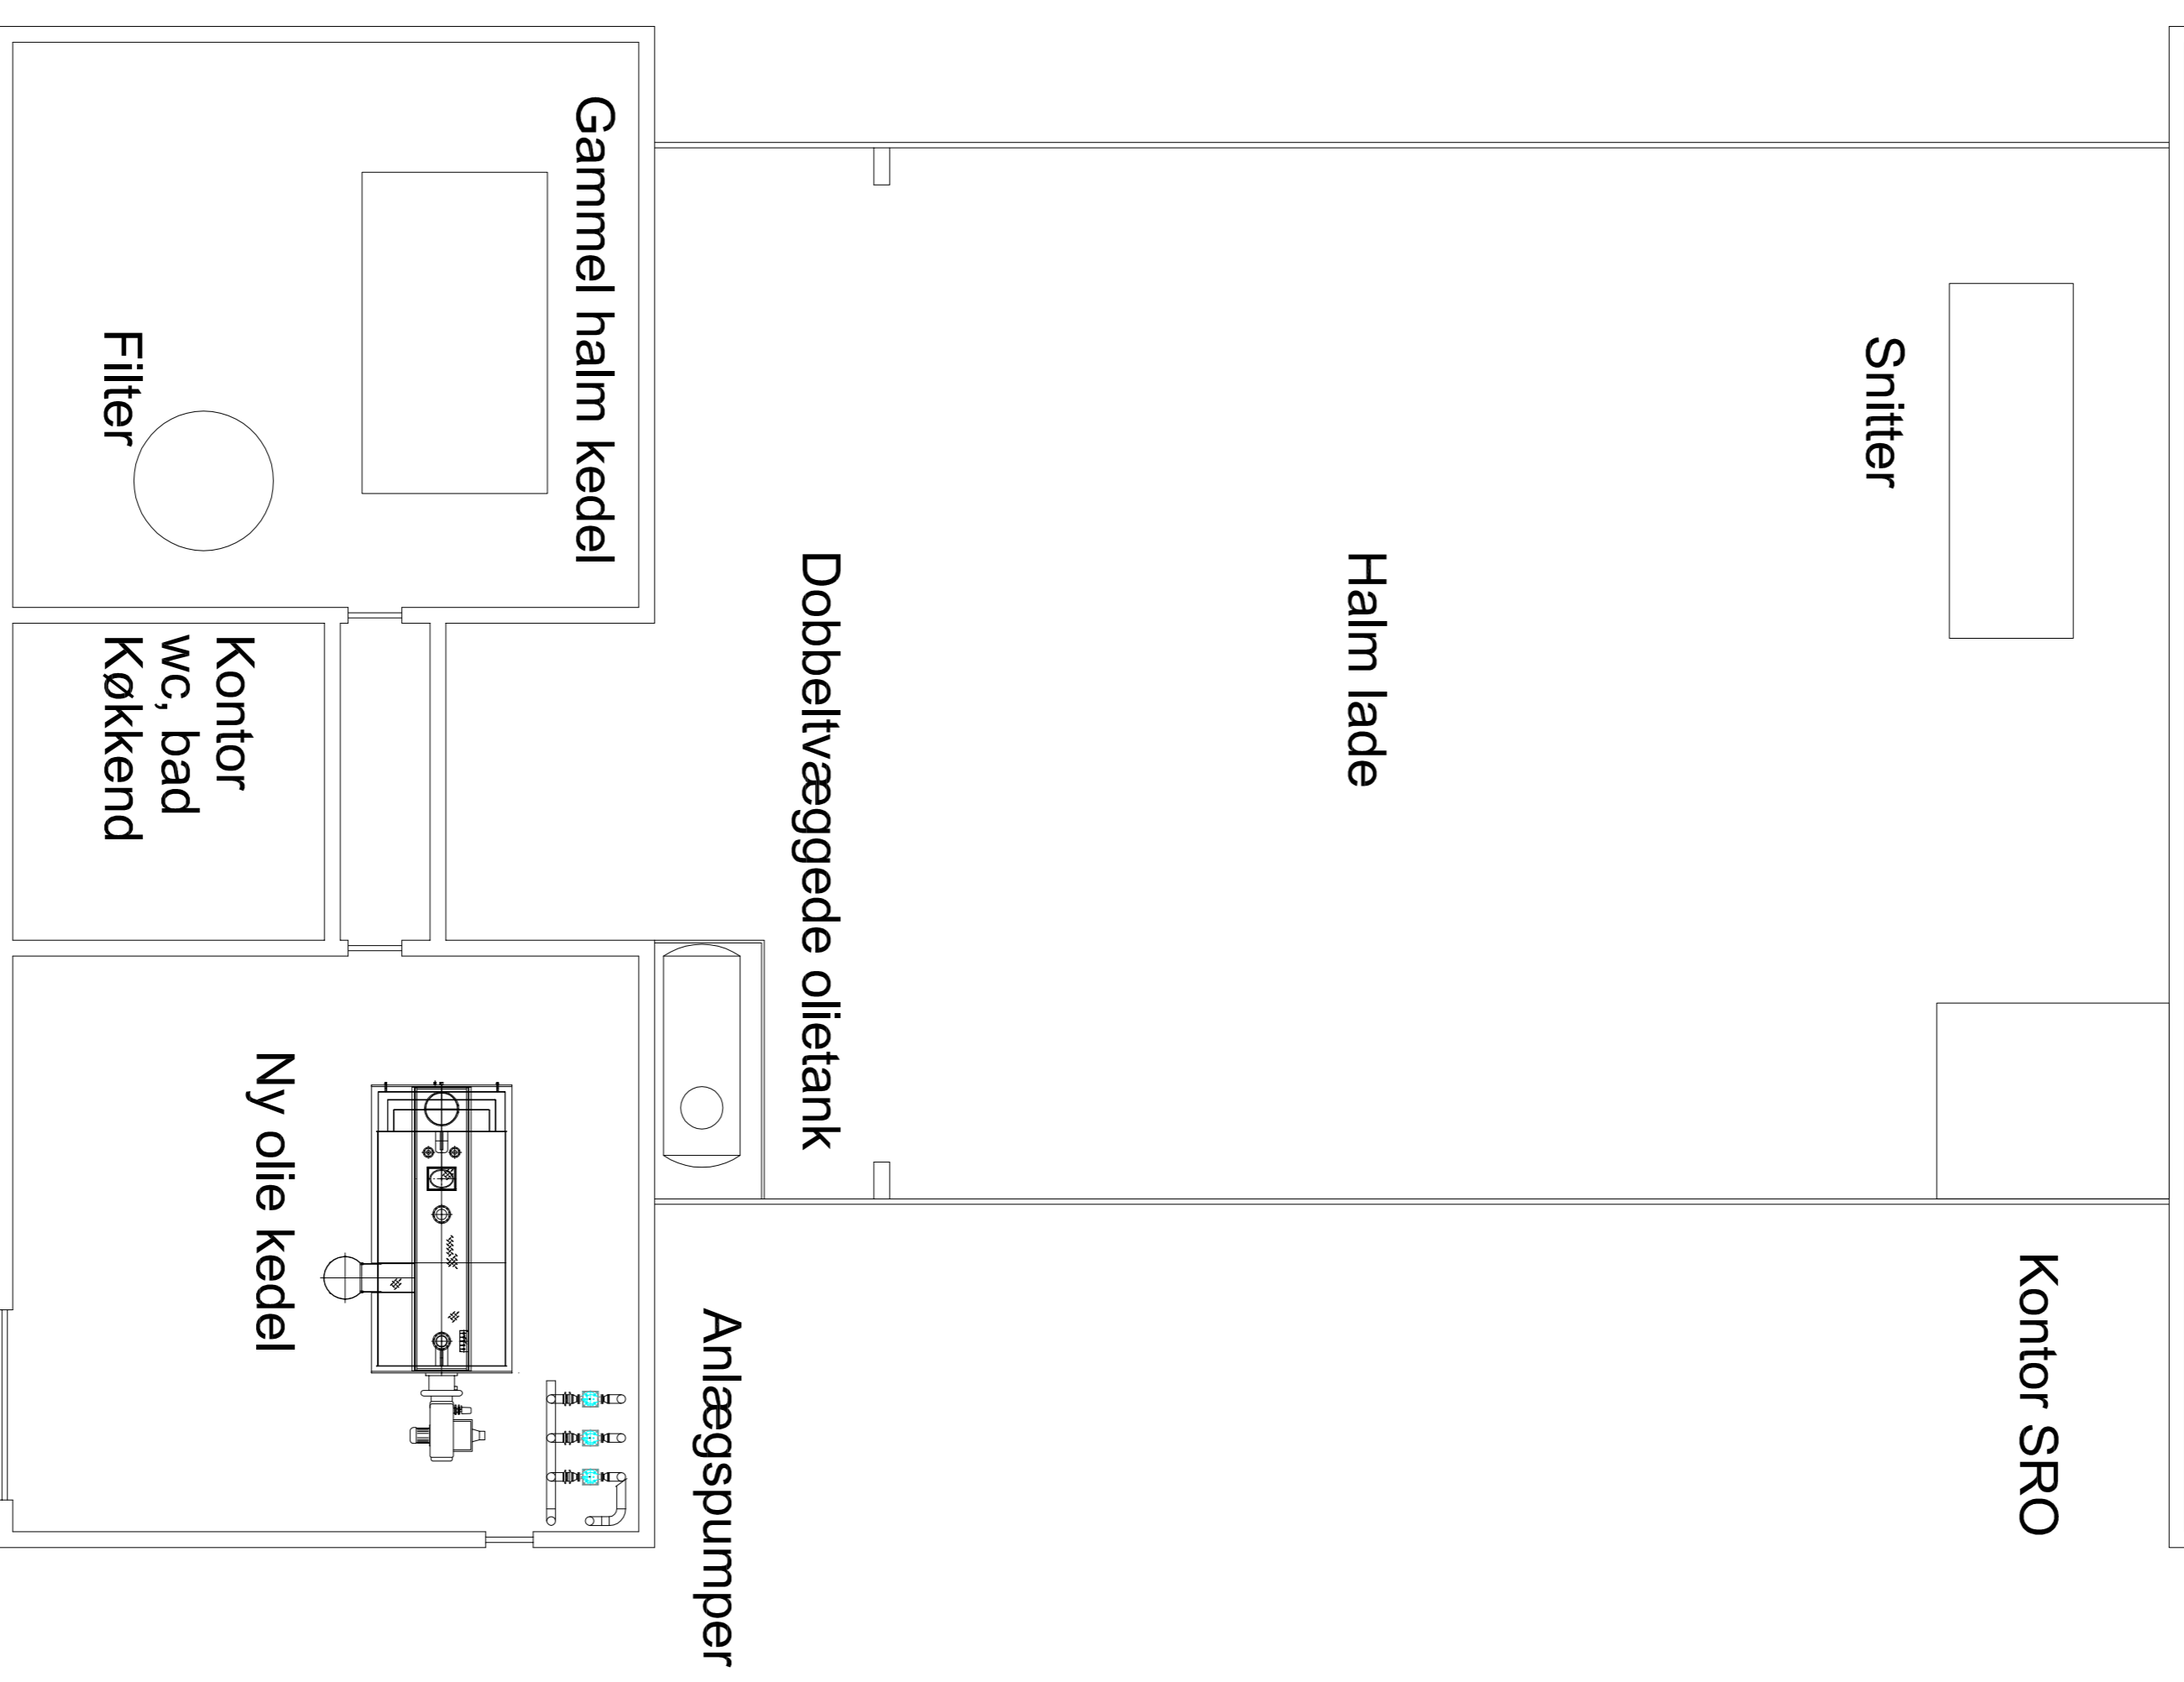 Gammel halm kedel
Filter
Snitter
Halm lade
Dobbeltvæggede olietank
Kontor
wc, bad
Køkkend
Ny olie kedel
Anlægspumper
Kontor SRO